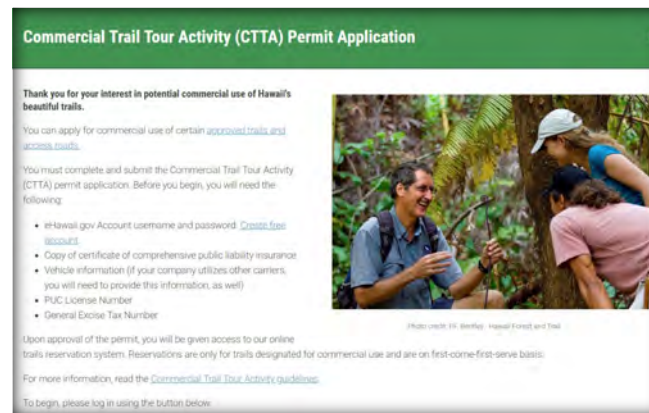 Commercial Trail Tour Activity (CTTA) Permit Application
Thank you for your interest in potential commercial use of Hawaii's
beautiful trails.
You can apply for commercial use of certain approved trails and
access roads.
You must complete and submit the Commercial Trail Tour Activity
(CTTA) permit application. Before you begin, you will need the
following:
• eHawaii.gov Account username and password. Create free
account
• Copy of certificate of comprehensive public liability insurance
• Vehicle information (if your company utilizes other carriers,
you will need to provide this information, as well)
• PUC License Number
• General Excise Tax Number
Photo credit: Bentley - Hawaii Forest and Trail
Upon approval of the permit, you will be given access to our online
trails reservation system. Reservations are only for trails designated for commercial use and are on first-come-first-serve basis.
For more information, read the Commercial Trail Tour Activity guidelines.
To begin, please log in using the button below.